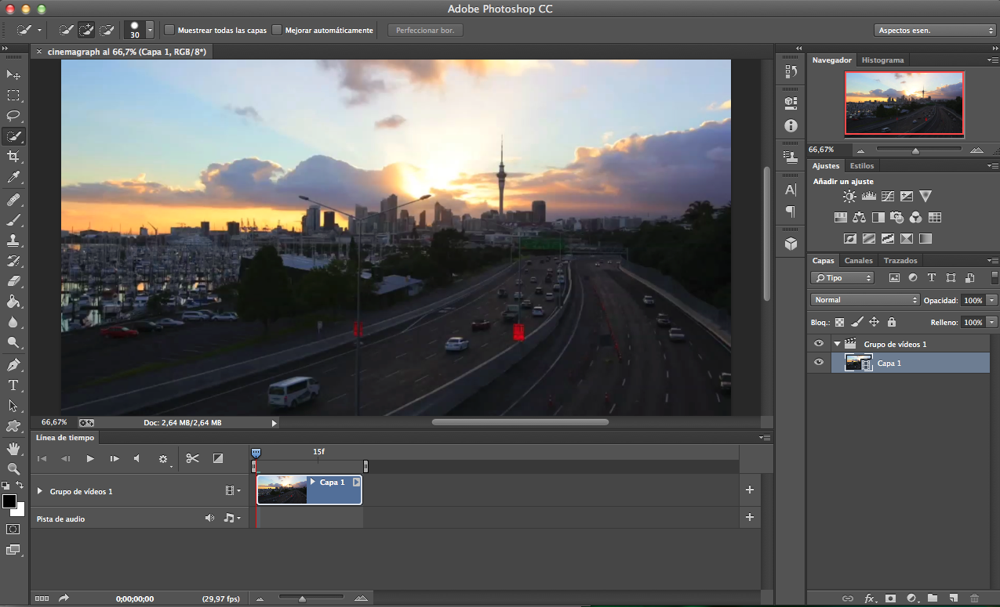 Adobe Photoshop CC
30
Muestrear todas las capas
Mejorar automáticamente
Perfeccionar bor.
Aspectos esen.
× cinemagraph al 66,7% (Capa 1, RGB/8*)
Navegador
Histograma
66,67%
Ajustes
Estilos
Añadir un ajuste
Capas
Canales
Trazados
Tipo
Normal
Opacidad: 100%
Bloq.:
Relleno: 100%
Grupo de vídeos 1
Capa 1
66,67%
Doc: 2,64 MB/2,64 MB
Línea de tiempo
15f
Capa 1
Grupo de vídeos 1
Pista de audio
0;00;00;00
(29,97 fps)